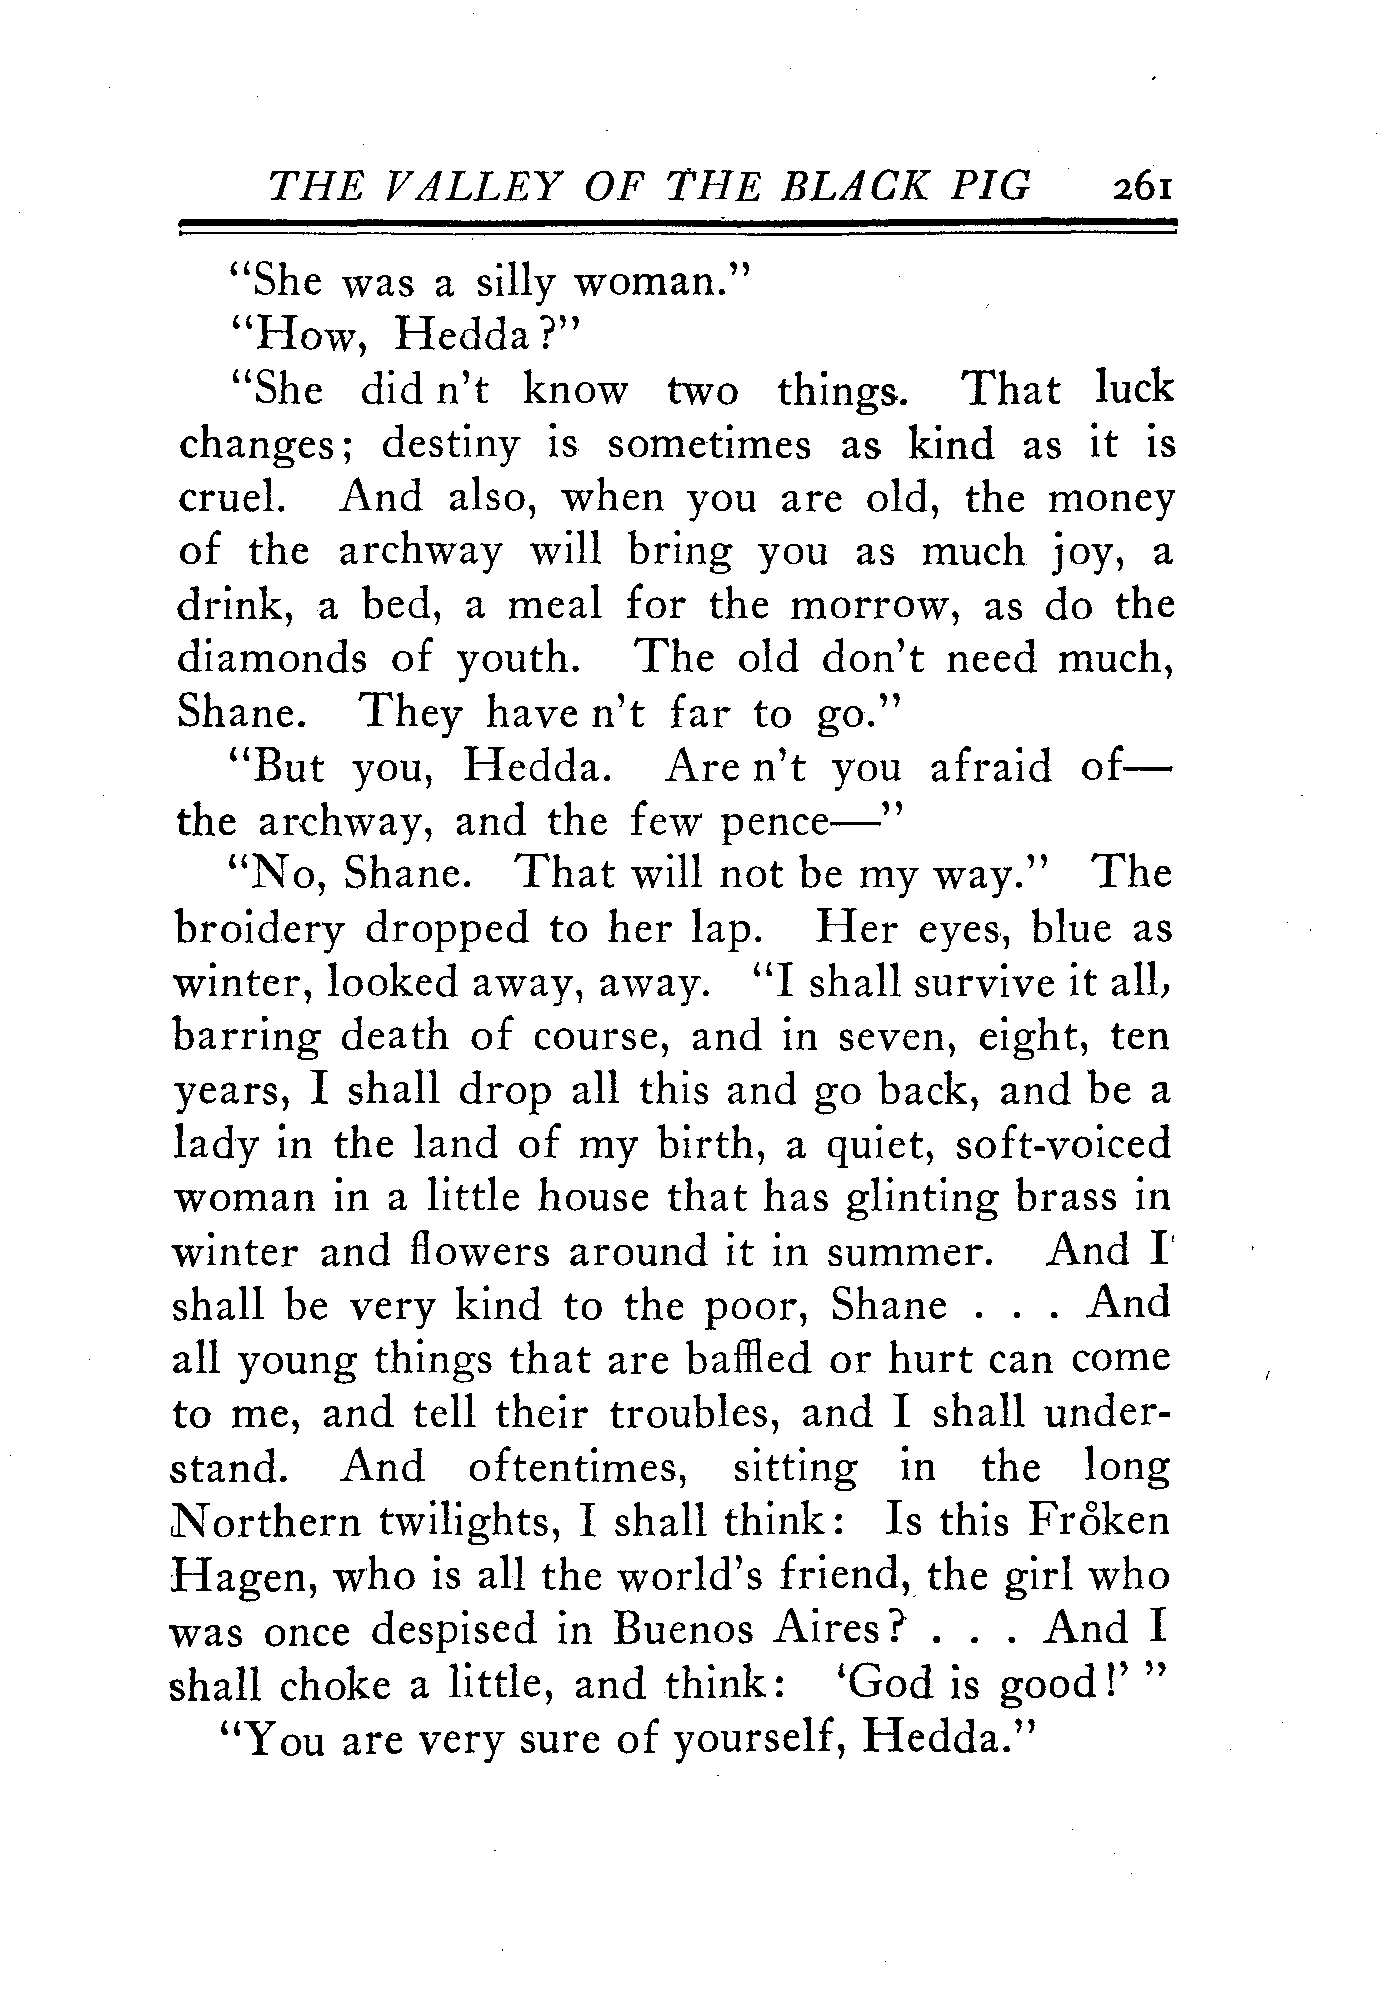 THE VALLEY OF THE BLACK PIG 261
"She was a silly woman."
"How, Hedda?"
"She did n't know two things. That luck
changes; destiny is sometimes as kind as it is
cruel. And also, when you are old, the money
of the archway will bring you as much joy, a
drink, a bed, a meal for the morrow, as do the
diamonds of youth. The old don't need much,
Shane. They have n't far to go."
"But you, Hedda. Are n't you afraid of—
the archway, and the few pence—"
"No, Shane. That will not be my way." The
broidery dropped to her lap. Her eyes, blue as
winter, looked away, away. "I shall survive it all,
barring death of course, and in seven, eight, ten
years, I shall drop all this and go back, and be a
lady in the land of my birth, a quiet, soft-voiced
woman in a little house that has glinting brass in
winter and flowers around it in summer. And I
shall be very kind to the poor, Shane . . . And
all young things that are baffled or hurt can come
to me, and tell their troubles, and I shall under-
stand. And oftentimes, sitting in the long
Northern twilights, I shall think: Is this Fro̊ken
Hagen, who is all the world's friend, the girl who
was once despised in Buenos Aires? . . . And I
shall choke a little, and think: 'God is good!' "
"You are very sure of yourself, Hedda."